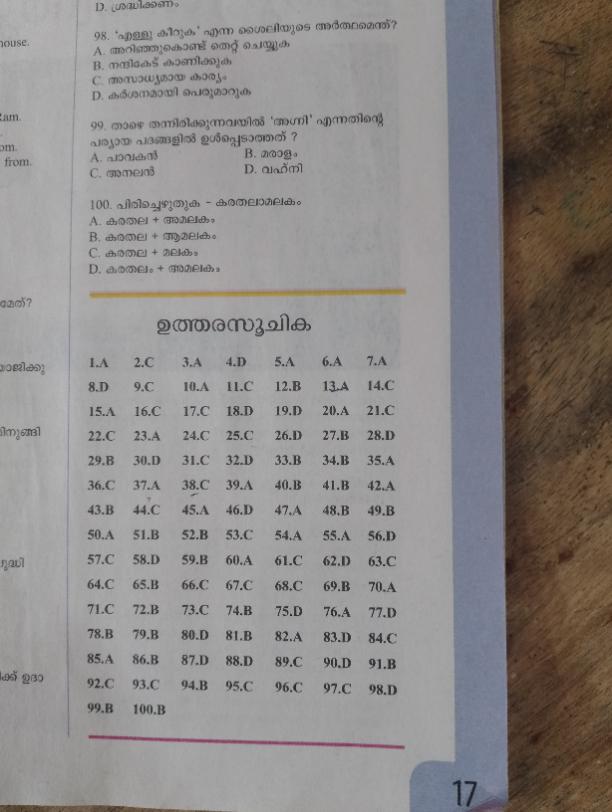 D. ശ്രദ്ധിക്കണം
98. 'എള്ളു കീറുക' എന്ന ശൈലിയുടെ അർത്ഥമെന്ത്?
A. അറിഞ്ഞുകൊണ്ട് തെറ്റ് ചെയ്യുക
B. നന്ദികേട് കാണിക്കുക
C. അസാധ്യമായ കാര്യം
D. കർശനമായി പെരുമാറുക
99. താഴെ തന്നിരിക്കുന്നവയിൽ 'അഗ്നി' എന്നതിന്റെ
പര്യായ പദങ്ങളിൽ ഉൾപ്പെടാത്തത് ?
A. പാവകൻ B. മരാളം
C. അനലൻ D. വഹ്നി
100. പിരിച്ചെഴുതുക - കരതലാമലകം
A. കരതല + അമലകം
B. കരതല + ആമലകം
C. കരതല + മലകം
D. കരതലം + അമലകം
ഉത്തരസൂചിക
1.A 2.C 3.A 4.D 5.A 6.A 7.A
8.D 9.C 10.A 11.C 12.B 13.A 14.C
15.A 16.C 17.C 18.D 19.D 20.A 21.C
22.C 23.A 24.C 25.C 26.D 27.B 28.D
29.B 30.D 31.C 32.D 33.B 34.B 35.A
36.C 37.A 38.C 39.A 40.B 41.B 42.A
43.B 44.C 45.A 46.D 47.A 48.B 49.B
50.A 51.B 52.B 53.C 54.A 55.A 56.D
57.C 58.D 59.B 60.A 61.C 62.D 63.C
64.C 65.B 66.C 67.C 68.C 69.B 70.A
71.C 72.B 73.C 74.B 75.D 76.A 77.D
78.B 79.B 80.D 81.B 82.A 83.D 84.C
85.A 86.B 87.D 88.D 89.C 90.D 91.B
92.C 93.C 94.B 95.C 96.C 97.C 98.D
99.B 100.B
17